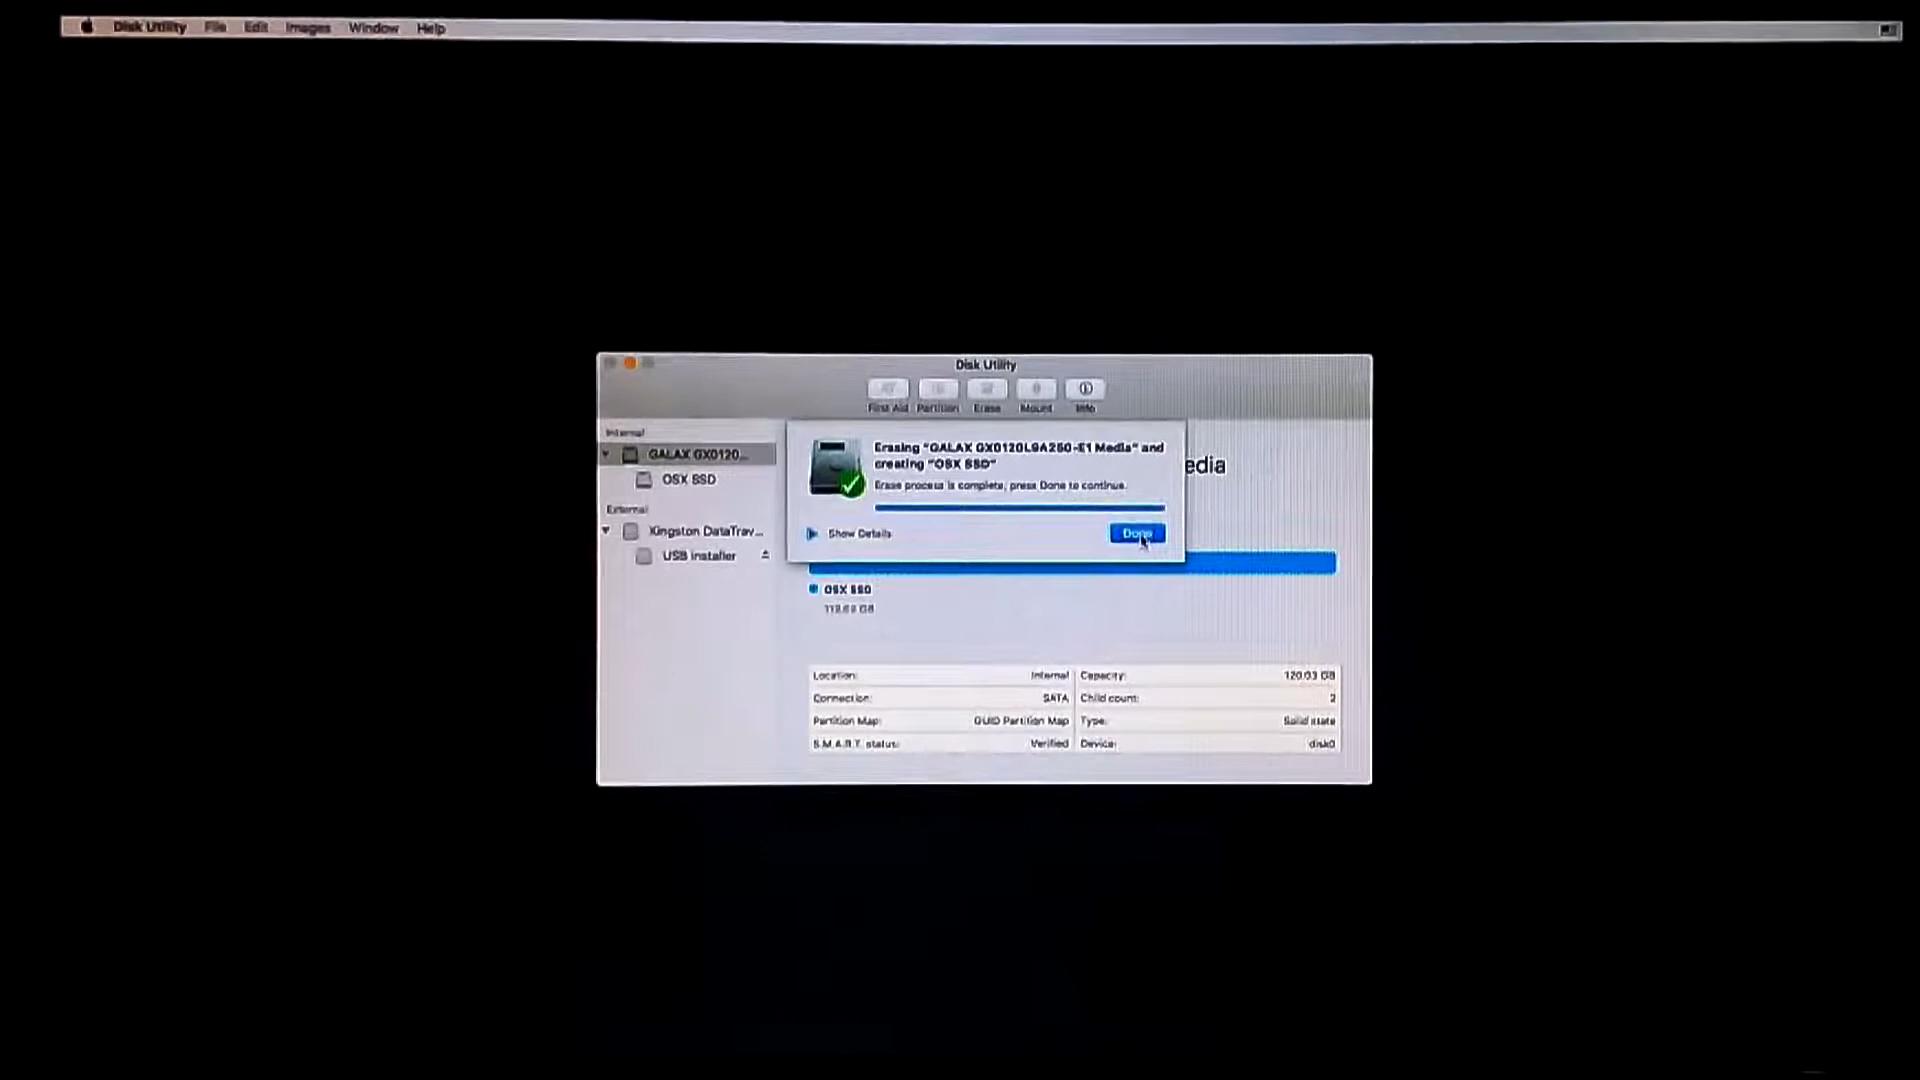 Disk Utility File Edit Images Window Help
Disk Utility
First Aid Partition Erase Mount Info
Internal
GALAX GX0120...
OSX SSD
External
Kingston DataTrav...
USB Installer
Erasing "GALAX GX0120L9A250-E1 Media" and
creating "OSX SSD"
Erase process is complete, press Done to continue.
Show Details
Done
edia
OSX SSD
Location: Internal
Capacity: 120.03 GB
Connection: SATA
Child count: 2
Partition Map: GUID Partition Map
Type: Solid state
S.M.A.R.T. status: Verified
Device: disk0